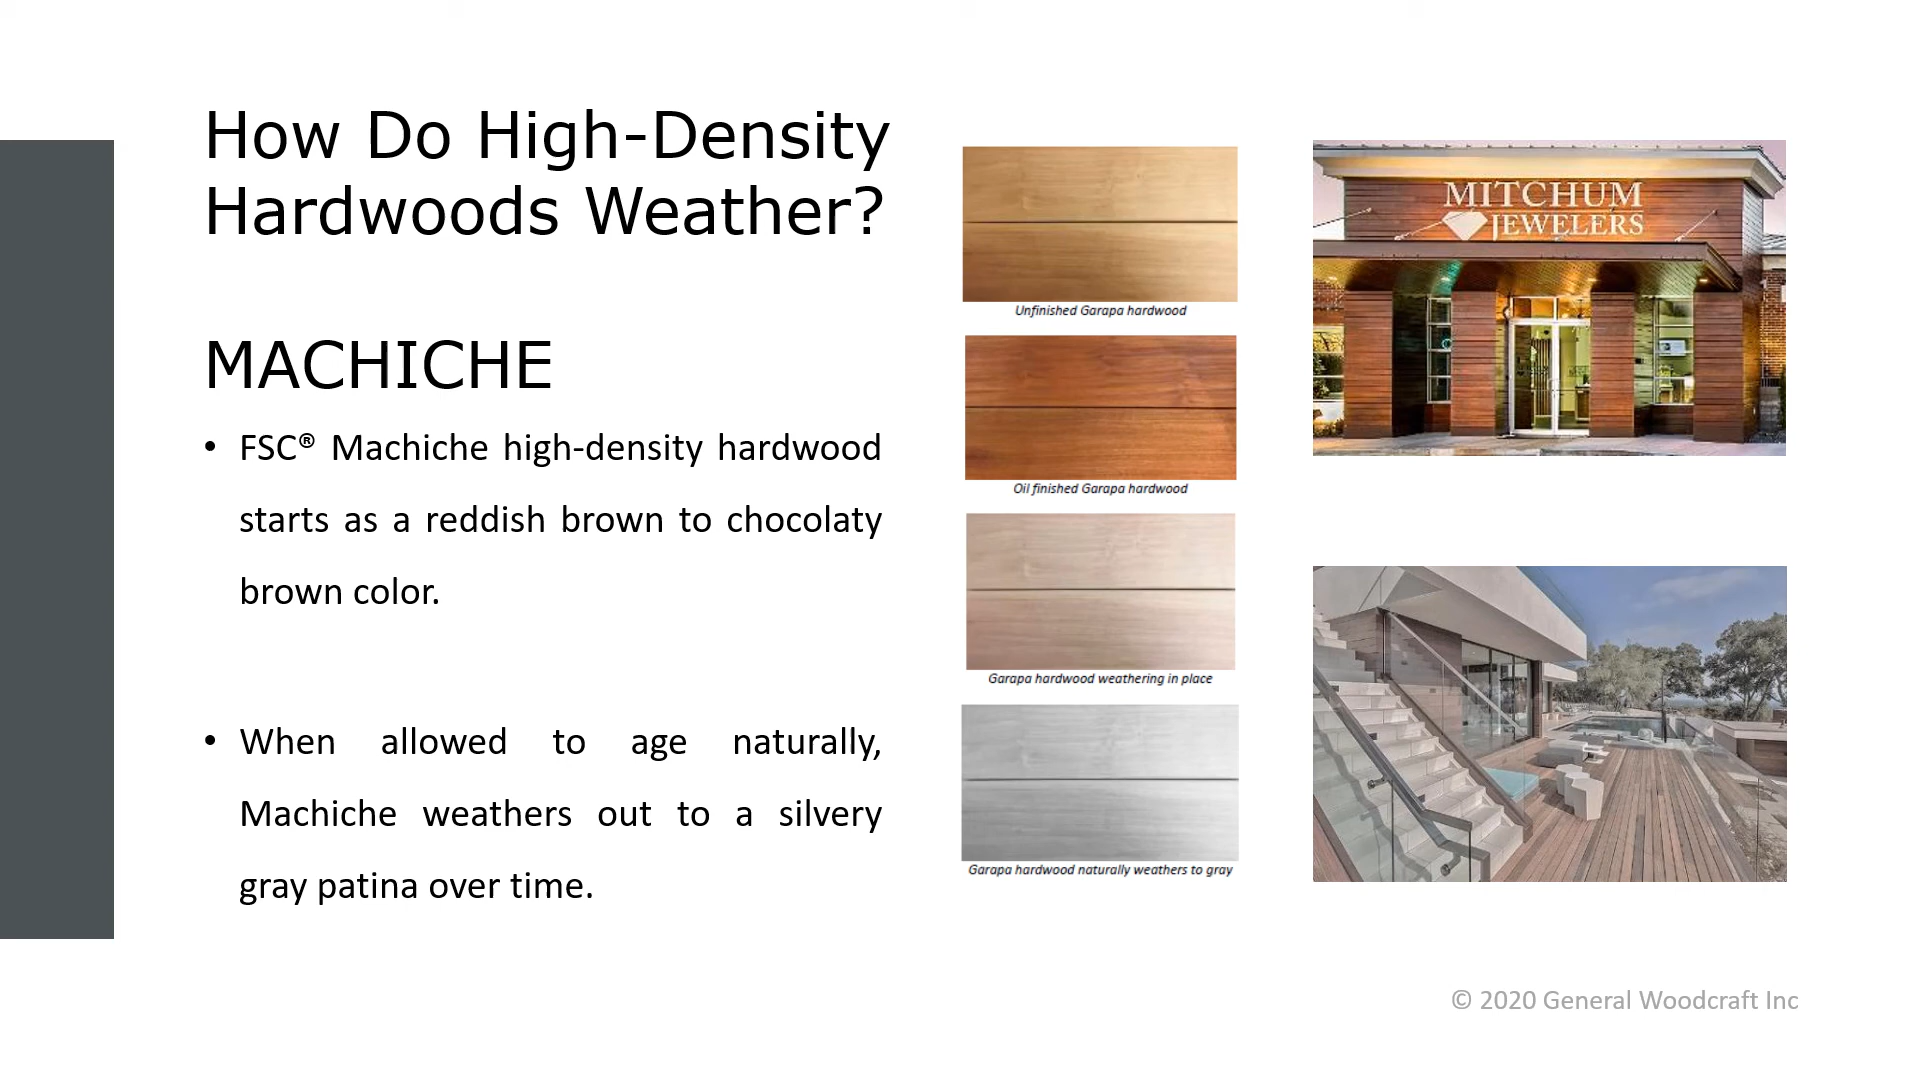 How Do High-Density
Hardwoods Weather?
MACHICHE
• FSC® Machiche high-density hardwood
starts as a reddish brown to chocolaty
brown color.
• When allowed to age naturally,
Machiche weathers out to a silvery
gray patina over time.
Unfinished Garapa hardwood
Oil finished Garapa hardwood
Garapa hardwood weathering in place
Garapa hardwood naturally weathers to gray
MITCHUM
JEWELERS
© 2020 General Woodcraft Inc